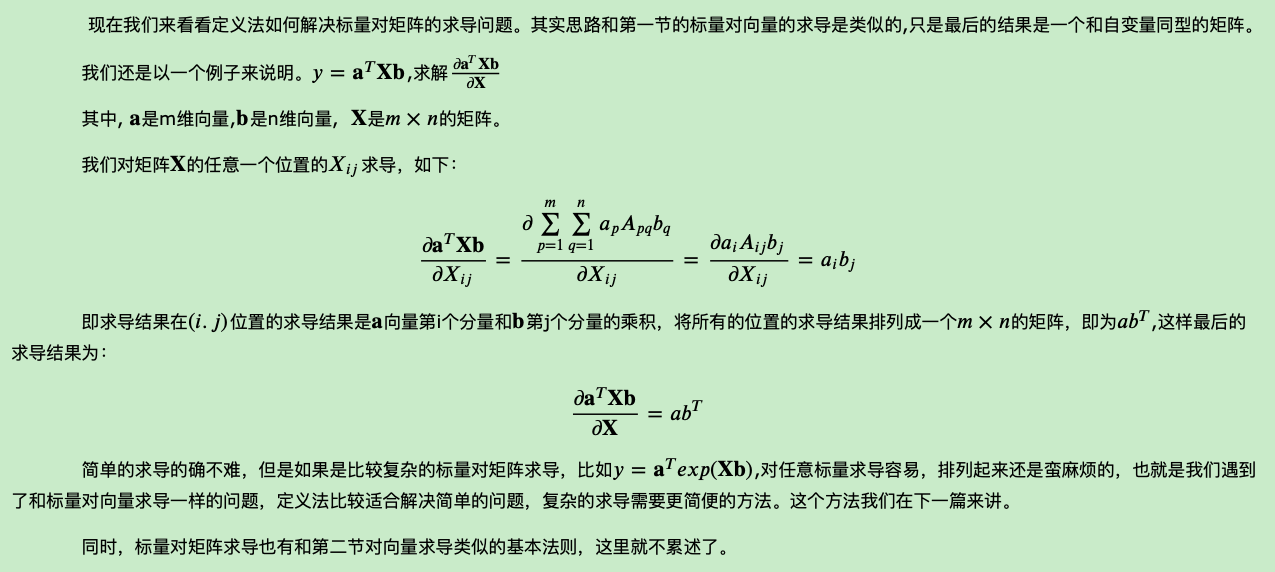 现在我们来看看定义法如何解决标量对矩阵的求导问题。其实思路和第一节的标量对向量的求导是类似的,只是最后的结果是一个和自变量同型的矩阵。
我们还是以一个例子来说明。$y = \mathbf{a}^T\mathbf{X}\mathbf{b}$,求解$\frac{\partial \mathbf{a}^T\mathbf{X}\mathbf{b}}{\partial \mathbf{X}}$
其中, $\mathbf{a}$是m维向量,$\mathbf{b}$是n维向量，$\mathbf{X}$是$m \times n$的矩阵。
我们对矩阵$\mathbf{X}$的任意一个位置的$X_{ij}$求导，如下：
$\frac{\partial \mathbf{a}^T\mathbf{X}\mathbf{b}}{\partial X_{ij}} = \frac{\partial \sum\limits_{p=1}^m\sum\limits_{q=1}^n a_pA_{pq}b_q}{\partial X_{ij}} = \frac{\partial a_iA_{ij}b_j}{\partial X_{ij}} = a_ib_j$
即求导结果在$(i.j)$位置的求导结果是$\mathbf{a}$向量第i个分量和$\mathbf{b}$第j个分量的乘积，将所有的位置的求导结果排列成一个$m \times n$的矩阵，即为$ab^T$,这样最后的
求导结果为：
$\frac{\partial \mathbf{a}^T\mathbf{X}\mathbf{b}}{\partial \mathbf{X}} = ab^T$
简单的求导的确不难，但是如果是比较复杂的标量对矩阵求导，比如$y = \mathbf{a}^Texp(\mathbf{X}\mathbf{b})$,对任意标量求导容易，排列起来还是蛮麻烦的，也就是我们遇到
了和标量对向量求导一样的问题，定义法比较适合解决简单的问题，复杂的求导需要更简便的方法。这个方法我们在下一篇来讲。
同时，标量对矩阵求导也有和第二节对向量求导类似的基本法则，这里就不累述了。